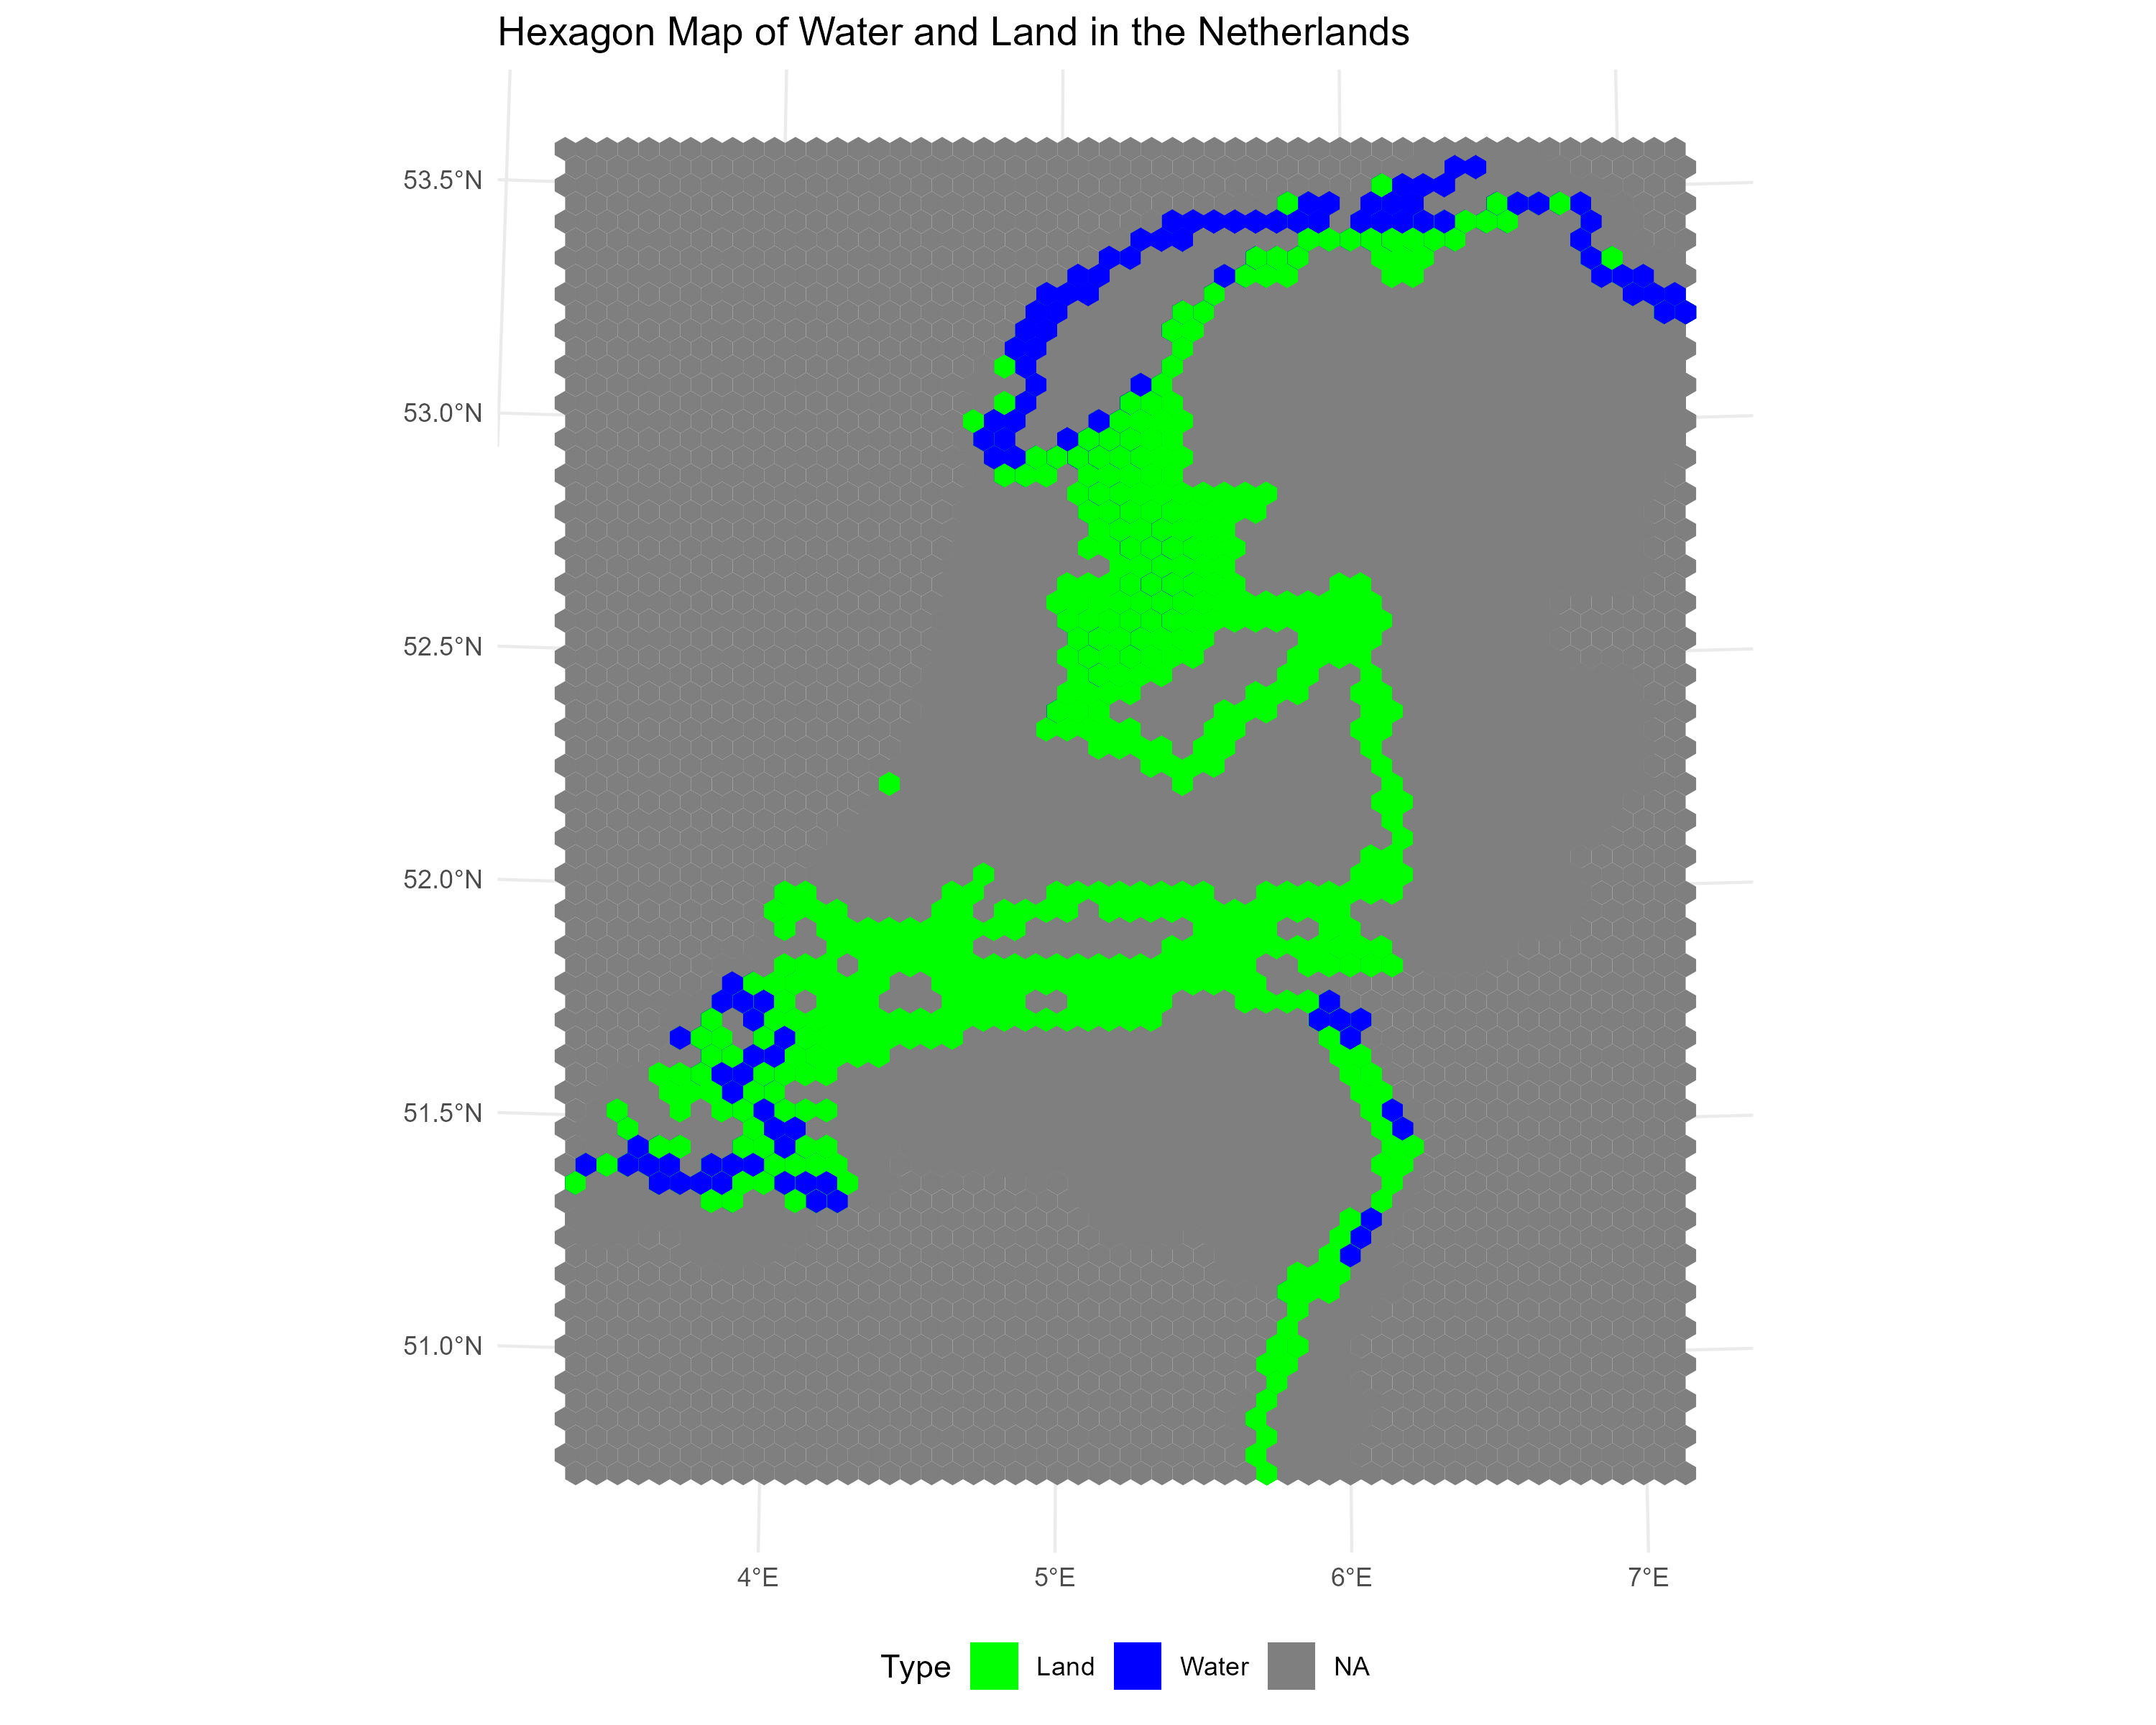 Hexagon Map of Water and Land in the Netherlands
53.5°N
53.0°N
52.5°N
52.0°N
51.5°N
51.0°N
4°E 5°E 6°E 7°E
Type Land Water NA